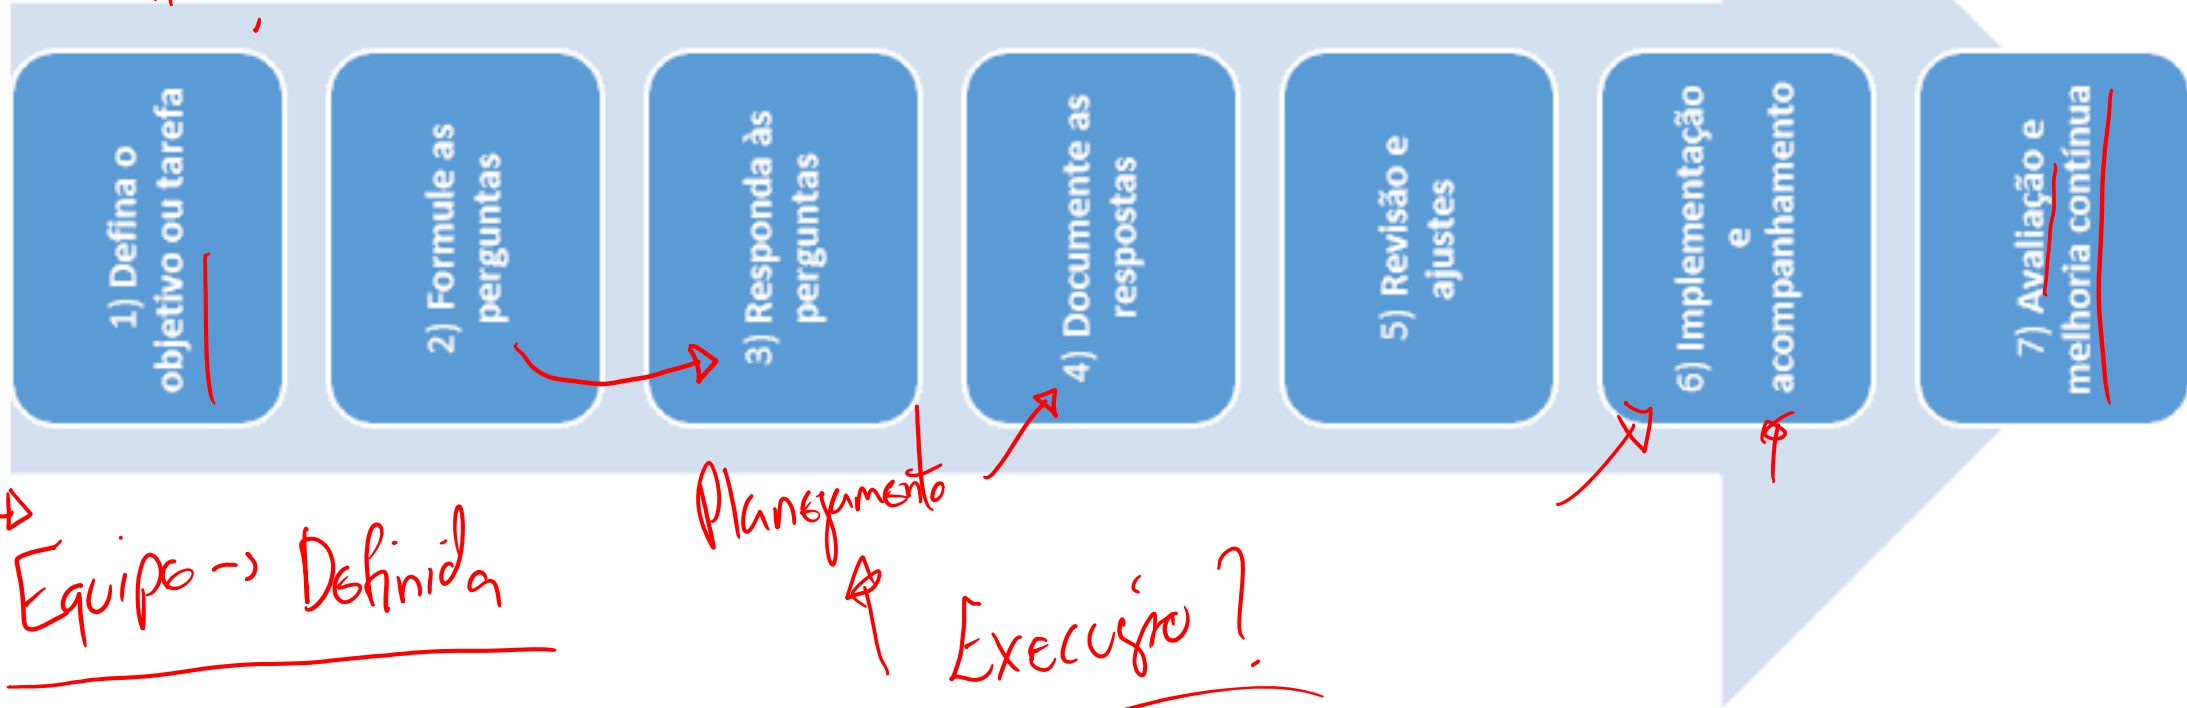 1) Defina o
objetivo ou tarefa
2) Formule as
perguntas
3) Responda às
perguntas
4) Documente as
respostas
5) Revisão e
ajustes
6) Implementação
e
acompanhamento
7) Avaliação e
melhoria contínua
Planejamento
Equipe -> Definida
Execução?